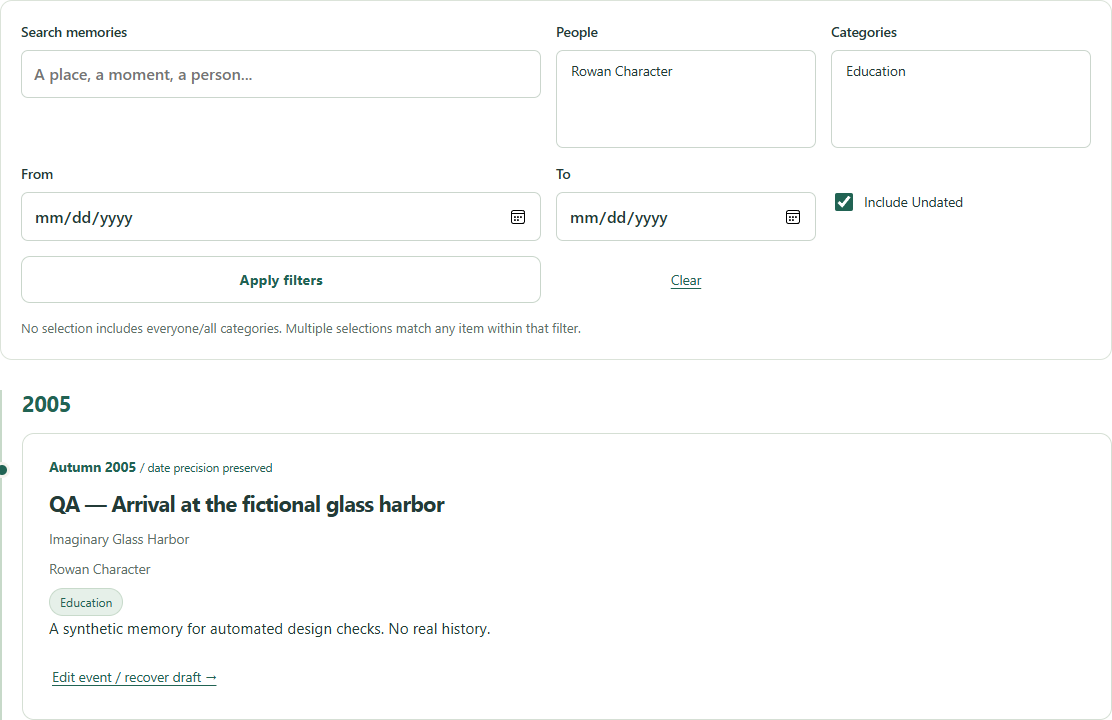 Search memories
People
Categories
A place, a moment, a person...
Rowan Character
Education
From
To
mm/dd/yyyy
mm/dd/yyyy
Include Undated
Apply filters
Clear
No selection includes everyone/all categories. Multiple selections match any item within that filter.
2005
Autumn 2005 / date precision preserved
QA — Arrival at the fictional glass harbor
Imaginary Glass Harbor
Rowan Character
Education
A synthetic memory for automated design checks. No real history.
Edit event / recover draft →